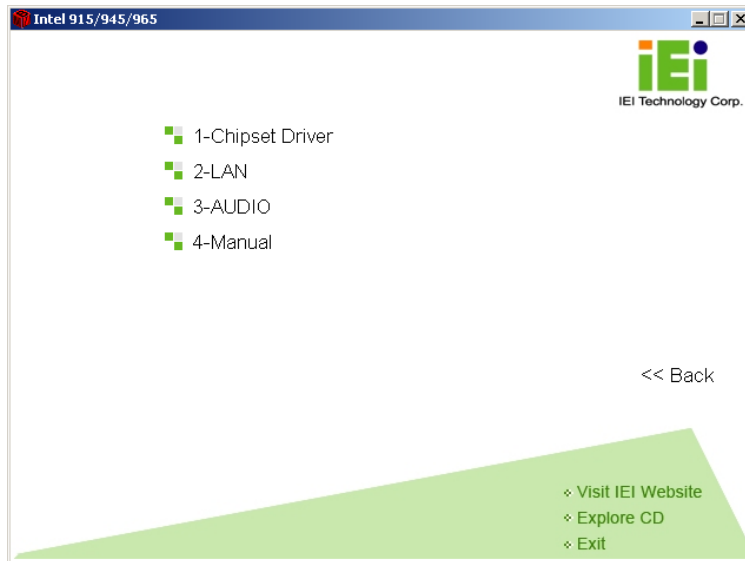 Intel 915/945/965
iEi
IEI Technology Corp.
1-Chipset Driver
2-LAN
3-AUDIO
4-Manual
<< Back
Visit IEI Website
Explore CD
Exit